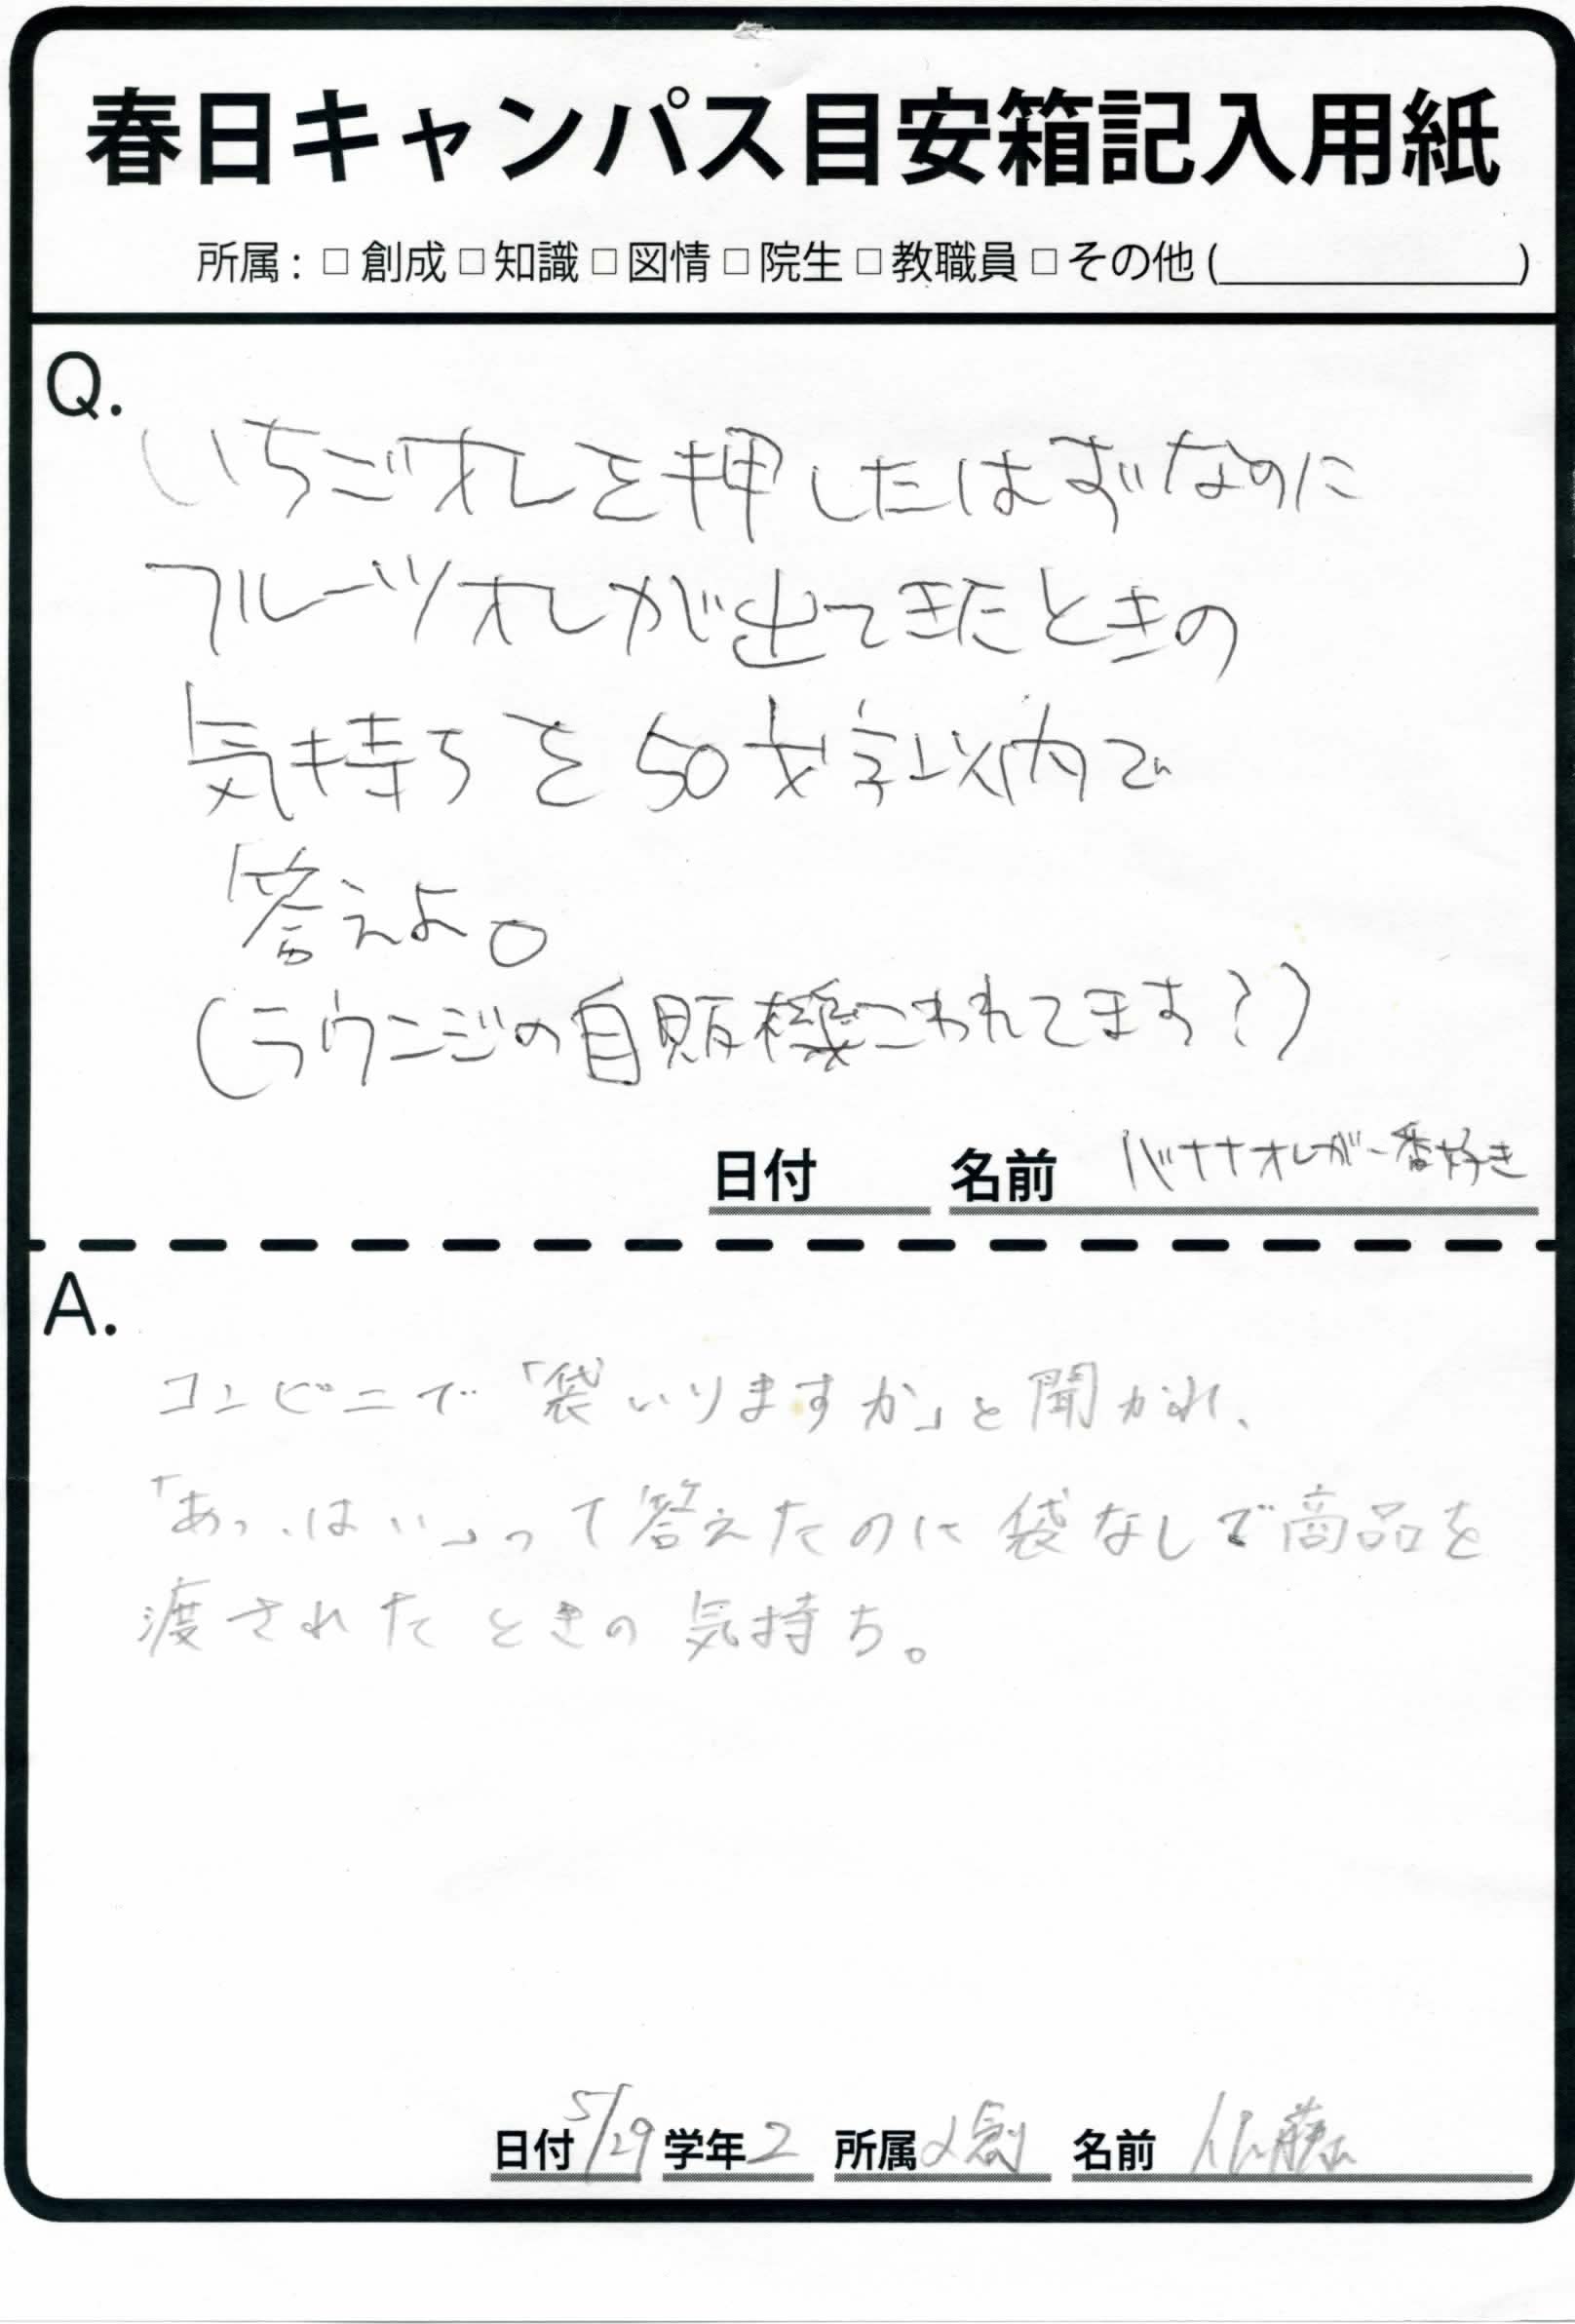 春日キャンパス目安箱記入用紙
所属：□ 創成 □ 知識 □ 図情 □ 院生 □ 教職員 □ その他 (　　　　)
Q.
いちごオレを押したはずなのに
フルーツオレが出てきたときの
気持ちを50文字以内で
答えよ。
(ラウンジの自販機こわれてます？)
日付　名前 バナナオレが一番好き
A.
コンビニで「袋いりますか」と聞かれ、
「あっ、はい」って答えたのに袋なしで商品を
渡されたときの気持ち。
日付 5/29 学年 2 所属 メ創 名前 佐藤